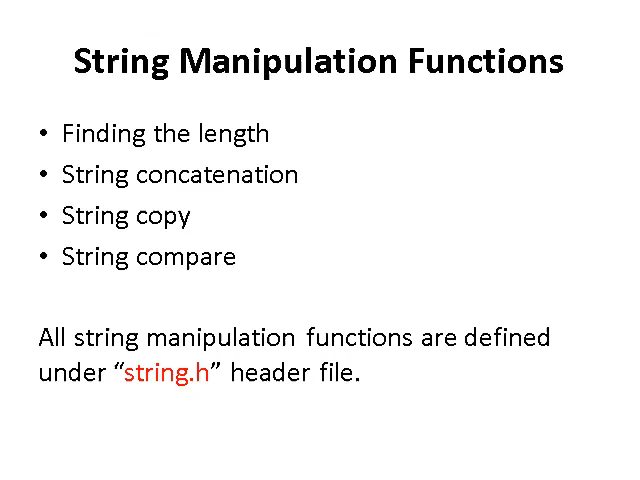 String Manipulation Functions
• Finding the length
• String concatenation
• String copy
• String compare
All string manipulation functions are defined
under “string.h” header file.